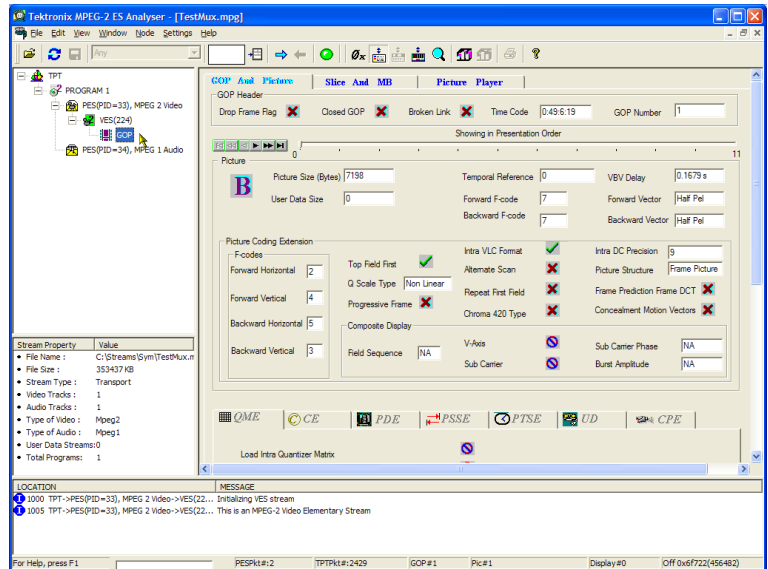 Tektronix MPEG-2 ES Analyser - [TestMux.mpg]
File Edit View Window Node Settings Help
Any
TPT
PROGRAM 1
PES(PID=33), MPEG 2 Video
VES(224)
GOP
PES(PID=34), MPEG 1 Audio
GOP And Picture Slice And MB Picture Player
GOP Header
Drop Frame Flag Closed GOP Broken Link Time Code 0:49:6:19 GOP Number 1
Showing in Presentation Order
0 11
Picture
B
Picture Size (Bytes) 7198 Temporal Reference 0 VBV Delay 0.1679 s
User Data Size 0 Forward F-code 7 Forward Vector Half Pel
Backward F-code 7 Backward Vector Half Pel
Picture Coding Extension
F-codes
Forward Horizontal 2
Forward Vertical 4
Backward Horizontal 5
Backward Vertical 3
Top Field First
Q Scale Type Non Linear
Progressive Frame
Intra VLC Format
Alternate Scan
Repeat First Field
Chroma 420 Type
Intra DC Precision 9
Picture Structure Frame Picture
Frame Prediction Frame DCT
Concealment Motion Vectors
Composite Display
Field Sequence NA
V-Axis
Sub Carrier
Sub Carrier Phase NA
Burst Amplitude NA
QME CE PDE PSSE PTSE UD CPE
Load Intra Quantizer Matrix
Stream Property Value
File Name : C:\Streams\Sym\TestMux.m
File Size : 353437 KB
Stream Type : Transport
Video Tracks : 1
Audio Tracks : 1
Type of Video : Mpeg2
Type of Audio : Mpeg1
User Data Streams: 0
Total Programs: 1
LOCATION MESSAGE
1000 TPT->PES(PID=33), MPEG 2 Video->VES(22... Initializing VES stream
1005 TPT->PES(PID=33), MPEG 2 Video->VES(22... This is an MPEG-2 Video Elementary Stream
For Help, press F1 PESPkt#:2 TPTPkt#:2429 GOP#1 Pic#1 Display#0 Off 0x6f722(456482)